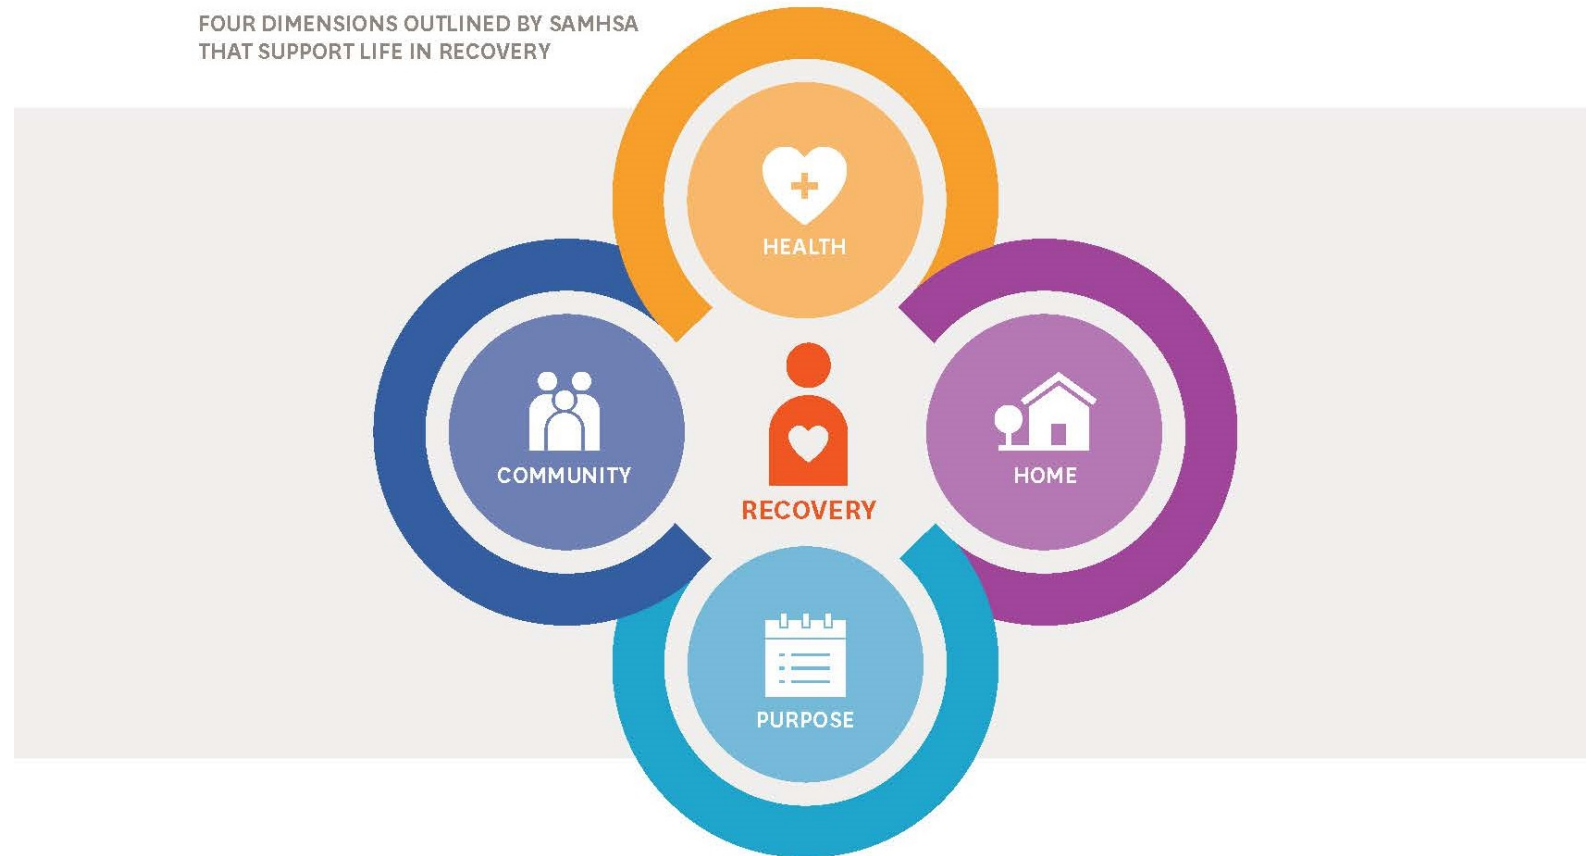 FOUR DIMENSIONS OUTLINED BY SAMHSA
THAT SUPPORT LIFE IN RECOVERY
HEALTH
COMMUNITY
HOME
RECOVERY
PURPOSE